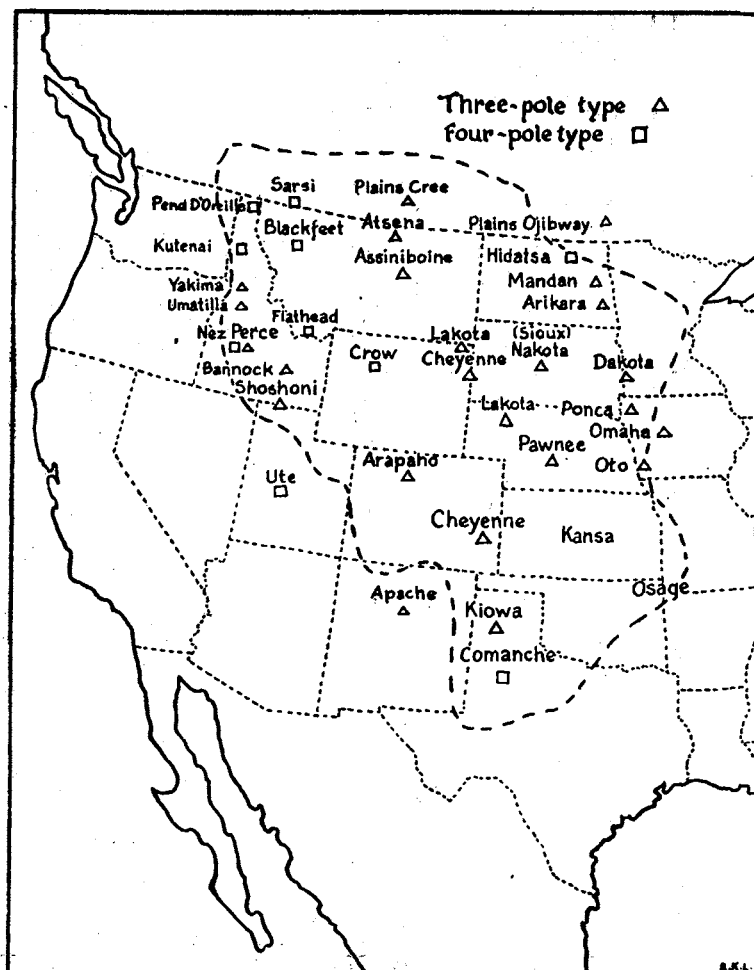 Three-pole type
Four-pole type
Sarsi
Plains Cree
Pend D'Oreille
Blackfeet
Atsena
Plains Ojibway
Kutenai
Assiniboine
Hidatsa
Yakima
Mandan
Umatilla
Arikara
Flathead
Nez Perce
Lakota
(Sioux)
Nakota
Crow
Cheyenne
Dakota
Bannock
Shoshoni
Lakota
Ponca
Omaha
Pawnee
Arapaho
Oto
Ute
Cheyenne
Kansa
Apache
Osage
Kiowa
Comanche